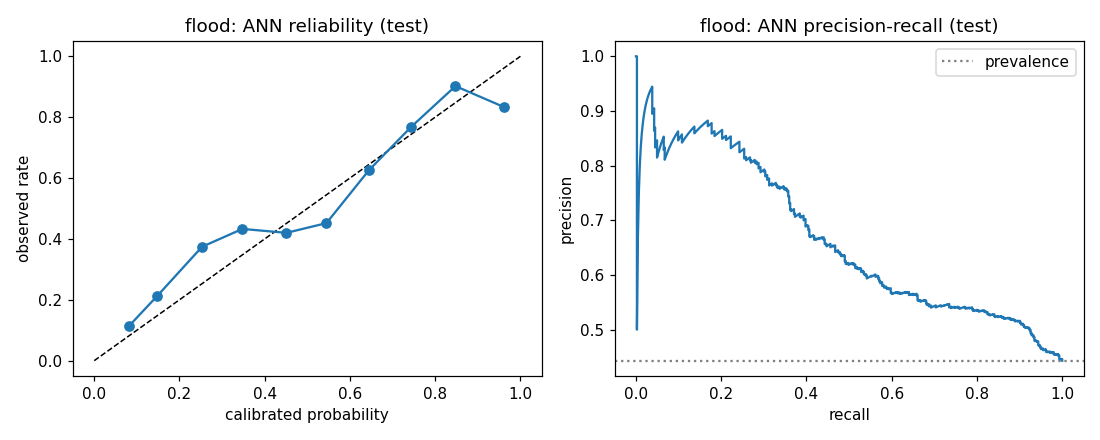 flood: ANN reliability (test)
1.0
0.8
0.6
0.4
0.2
0.0
observed rate
0.0 0.2 0.4 0.6 0.8 1.0
calibrated probability
flood: ANN precision-recall (test)
prevalence
1.0
0.9
0.8
0.7
0.6
0.5
precision
0.0 0.2 0.4 0.6 0.8 1.0
recall